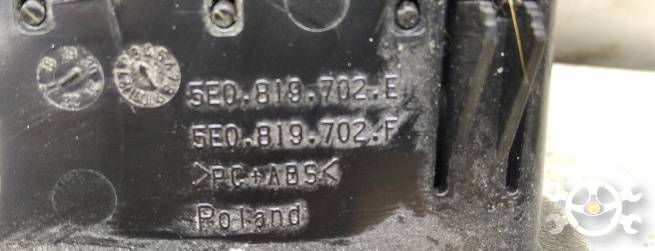 5E0.819.702.E
5E0.819.702.F
>PC+ABS<
Poland